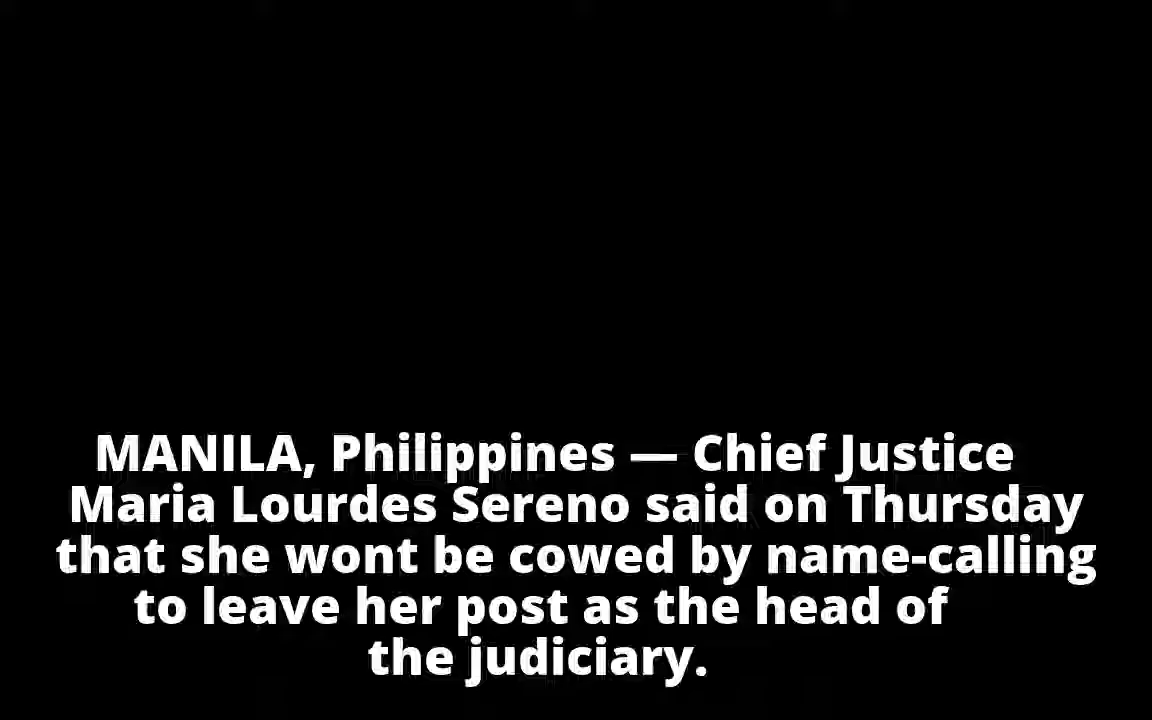 MANILA, Philippines — Chief Justice
Maria Lourdes Sereno said on Thursday
that she wont be cowed by name-calling
to leave her post as the head of
the judiciary.